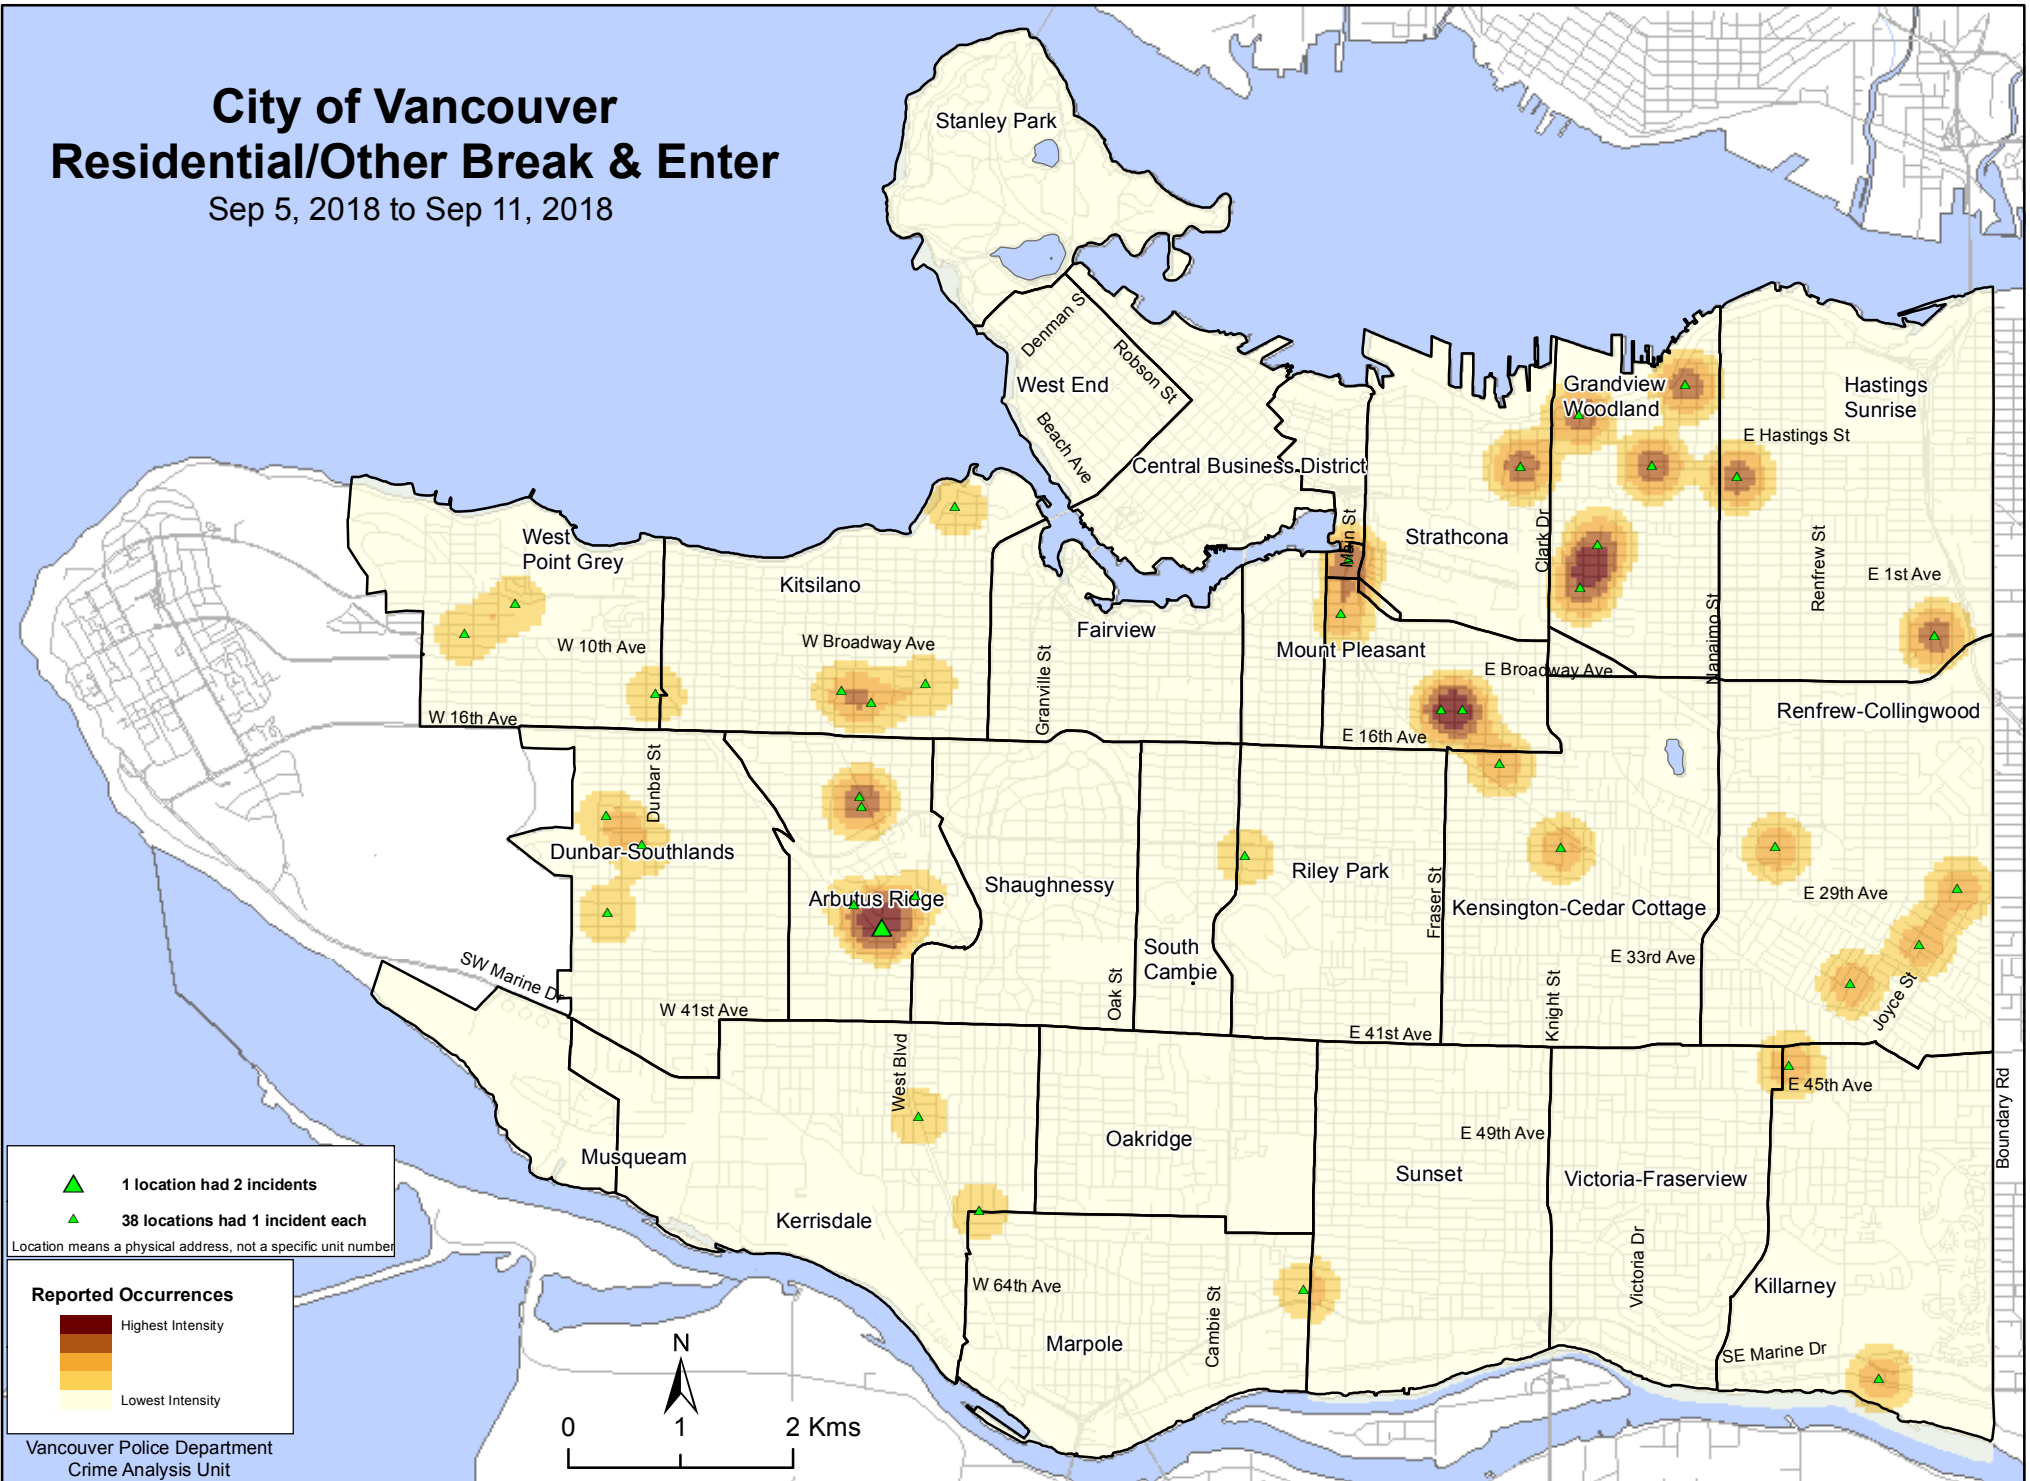 City of Vancouver
Residential/Other Break & Enter
Sep 5, 2018 to Sep 11, 2018
Stanley Park
Denman S
Robson St
West End
Beach Ave
Central Business District
Grandview
Woodland
Hastings
Sunrise
E Hastings St
West
Point Grey
Kitsilano
Main St
Strathcona
Clark Dr
Renfrew St
E 1st Ave
Nanaimo St
W 10th Ave
W Broadway Ave
Fairview
Mount Pleasant
E Broadway Ave
Granville St
W 16th Ave
E 16th Ave
Renfrew-Collingwood
Dunbar St
Dunbar-Southlands
Arbutus Ridge
Shaughnessy
Riley Park
Fraser St
Kensington-Cedar Cottage
E 29th Ave
South
Cambie
E 33rd Ave
SW Marine Dr
W 41st Ave
Oak St
E 41st Ave
Knight St
Joyce St
West Blvd
E 45th Ave
Boundary Rd
Musqueam
Oakridge
E 49th Ave
Sunset
Victoria-Fraserview
Kerrisdale
W 64th Ave
Cambie St
Victoria Dr
Killarney
Marpole
SE Marine Dr
1 location had 2 incidents
38 locations had 1 incident each
Location means a physical address, not a specific unit number
Reported Occurrences
Highest Intensity
Lowest Intensity
N
0 1 2 Kms
Vancouver Police Department
Crime Analysis Unit